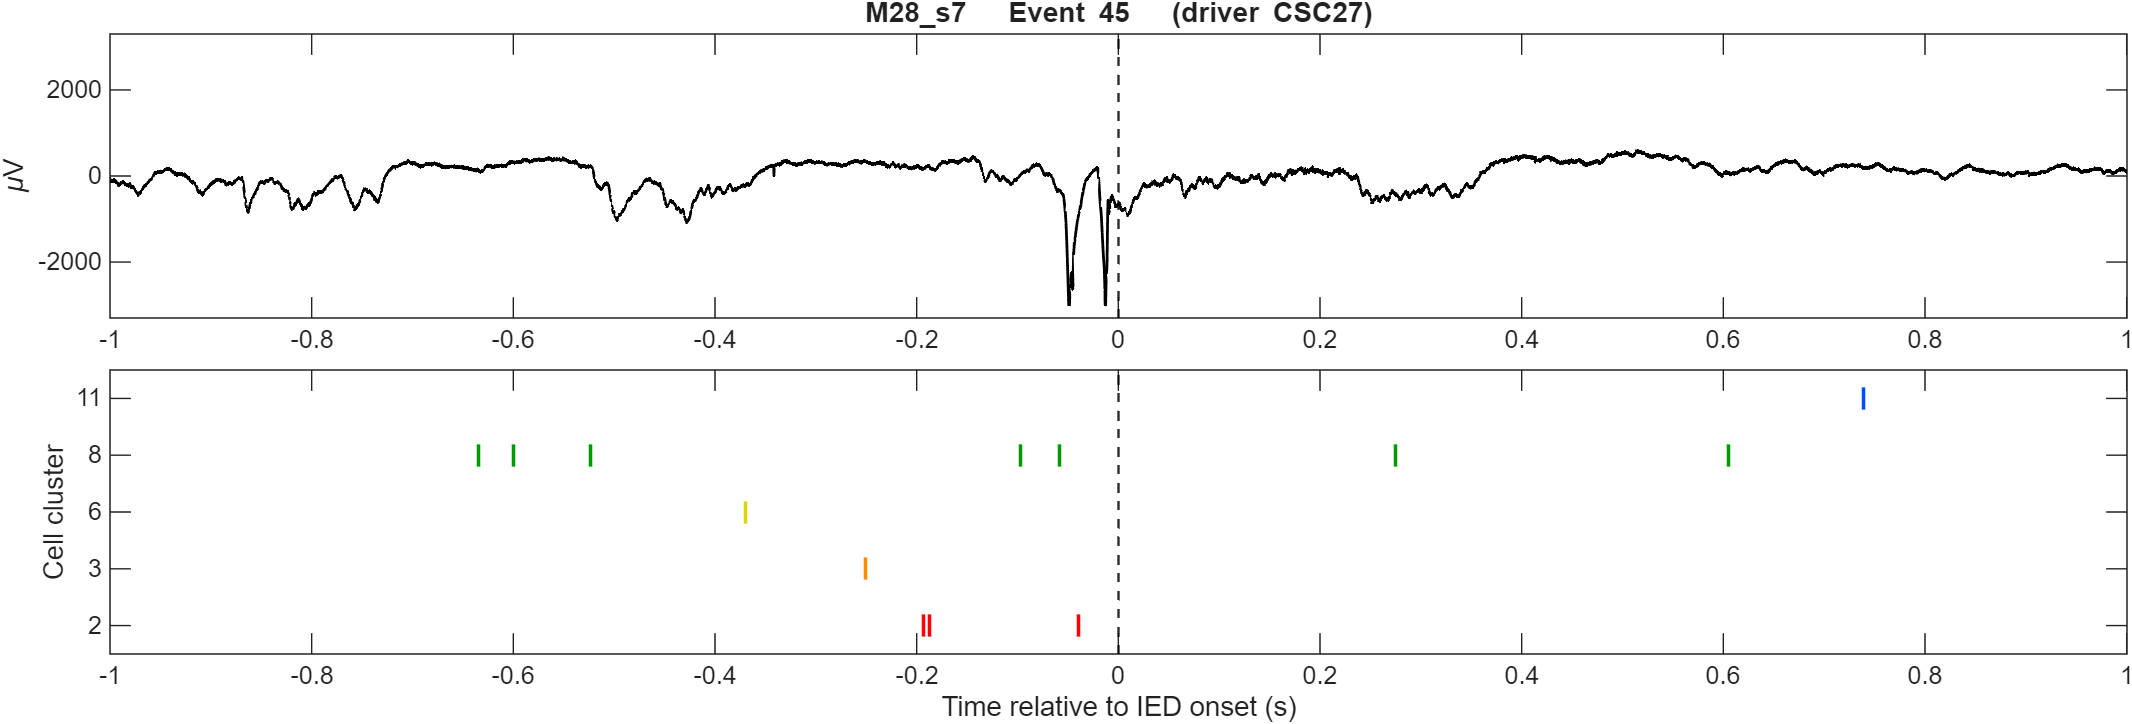 M28_s7 Event 45 (driver CSC27)
2000
0
-2000
μV
-1 -0.8 -0.6 -0.4 -0.2 0 0.2 0.4 0.6 0.8 1
11
8
6
3
2
Cell cluster
-1 -0.8 -0.6 -0.4 -0.2 0 0.2 0.4 0.6 0.8 1
Time relative to IED onset (s)